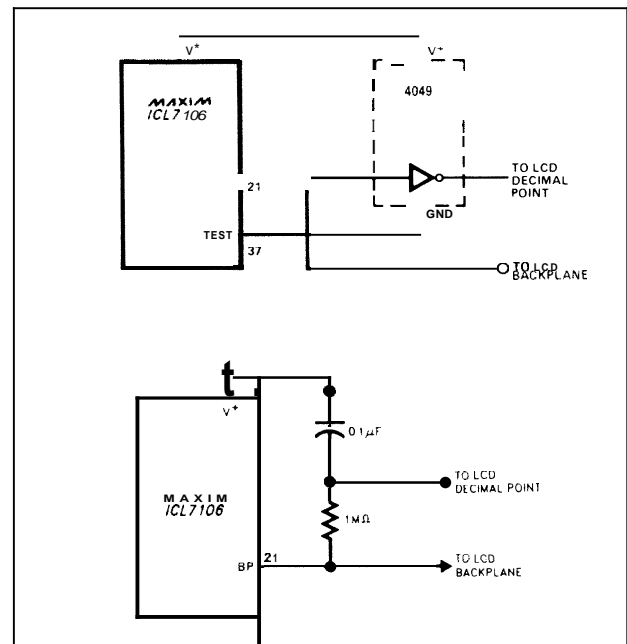 V+
V+
MAXIM
ICL7106
4049
21
TO LCD
DECIMAL
POINT
GND
TEST
37
TO LCD
BACKPLANE
t
V+
0.1µF
TO LCD
DECIMAL POINT
MAXIM
ICL7106
1MΩ
BP
21
TO LCD
BACKPLANE